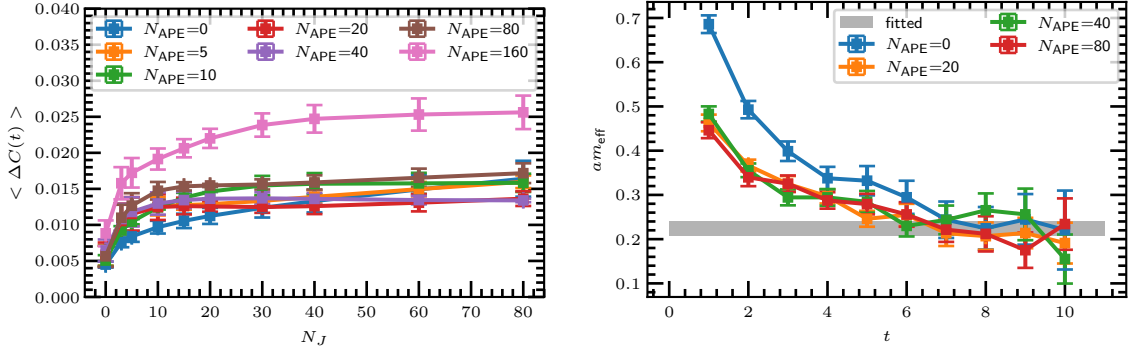 0.040
0.035
0.030
0.025
0.020
0.015
0.010
0.005
0.000
< ΔC(t) >
N_APE=0
N_APE=5
N_APE=10
N_APE=20
N_APE=40
N_APE=80
N_APE=160
0 10 20 30 40 50 60 70 80
N_J
0.7
0.6
0.5
0.4
0.3
0.2
0.1
am_eff
fitted
N_APE=0
N_APE=20
N_APE=40
N_APE=80
0 2 4 6 8 10
t